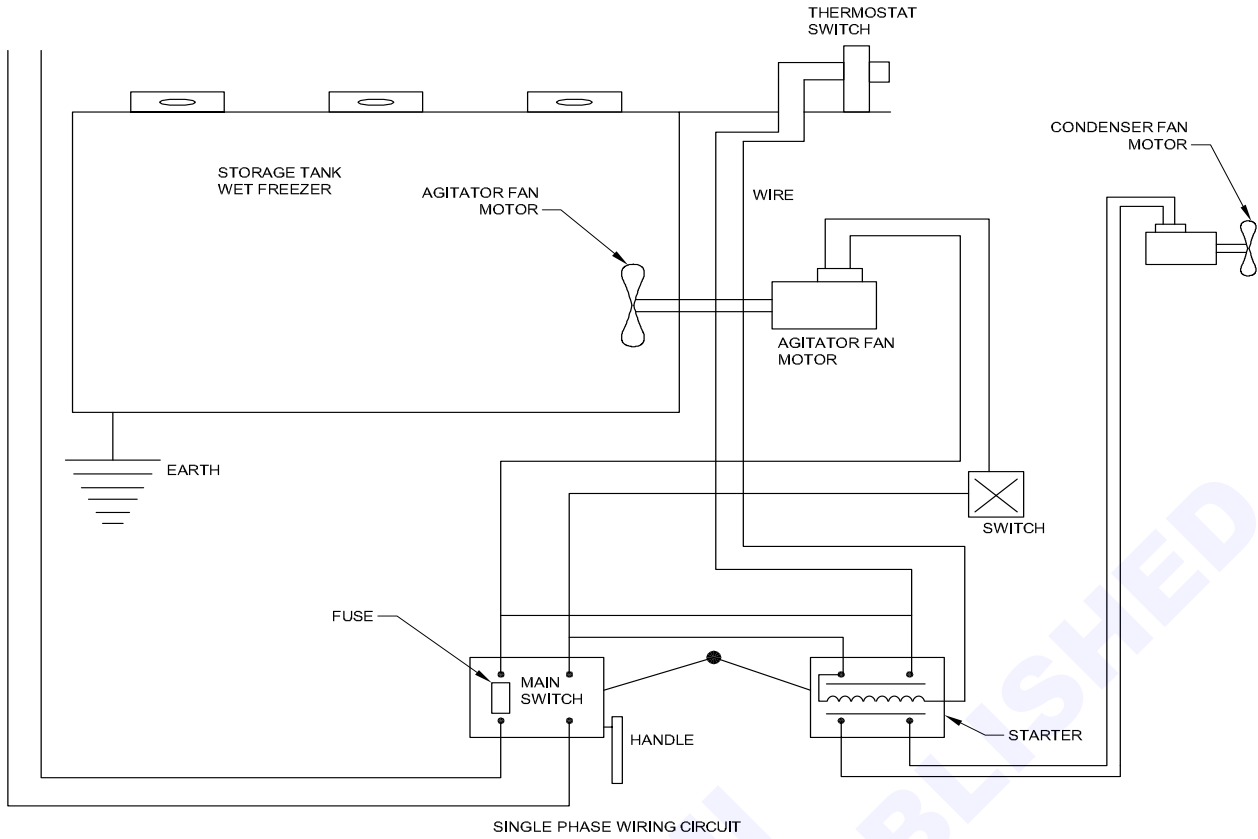 THERMOSTAT
SWITCH
CONDENSER FAN
MOTOR
STORAGE TANK
WET FREEZER
AGITATOR FAN
MOTOR
WIRE
AGITATOR FAN
MOTOR
EARTH
SWITCH
FUSE
MAIN
SWITCH
HANDLE
STARTER
SINGLE PHASE WIRING CIRCUIT
BLISHED